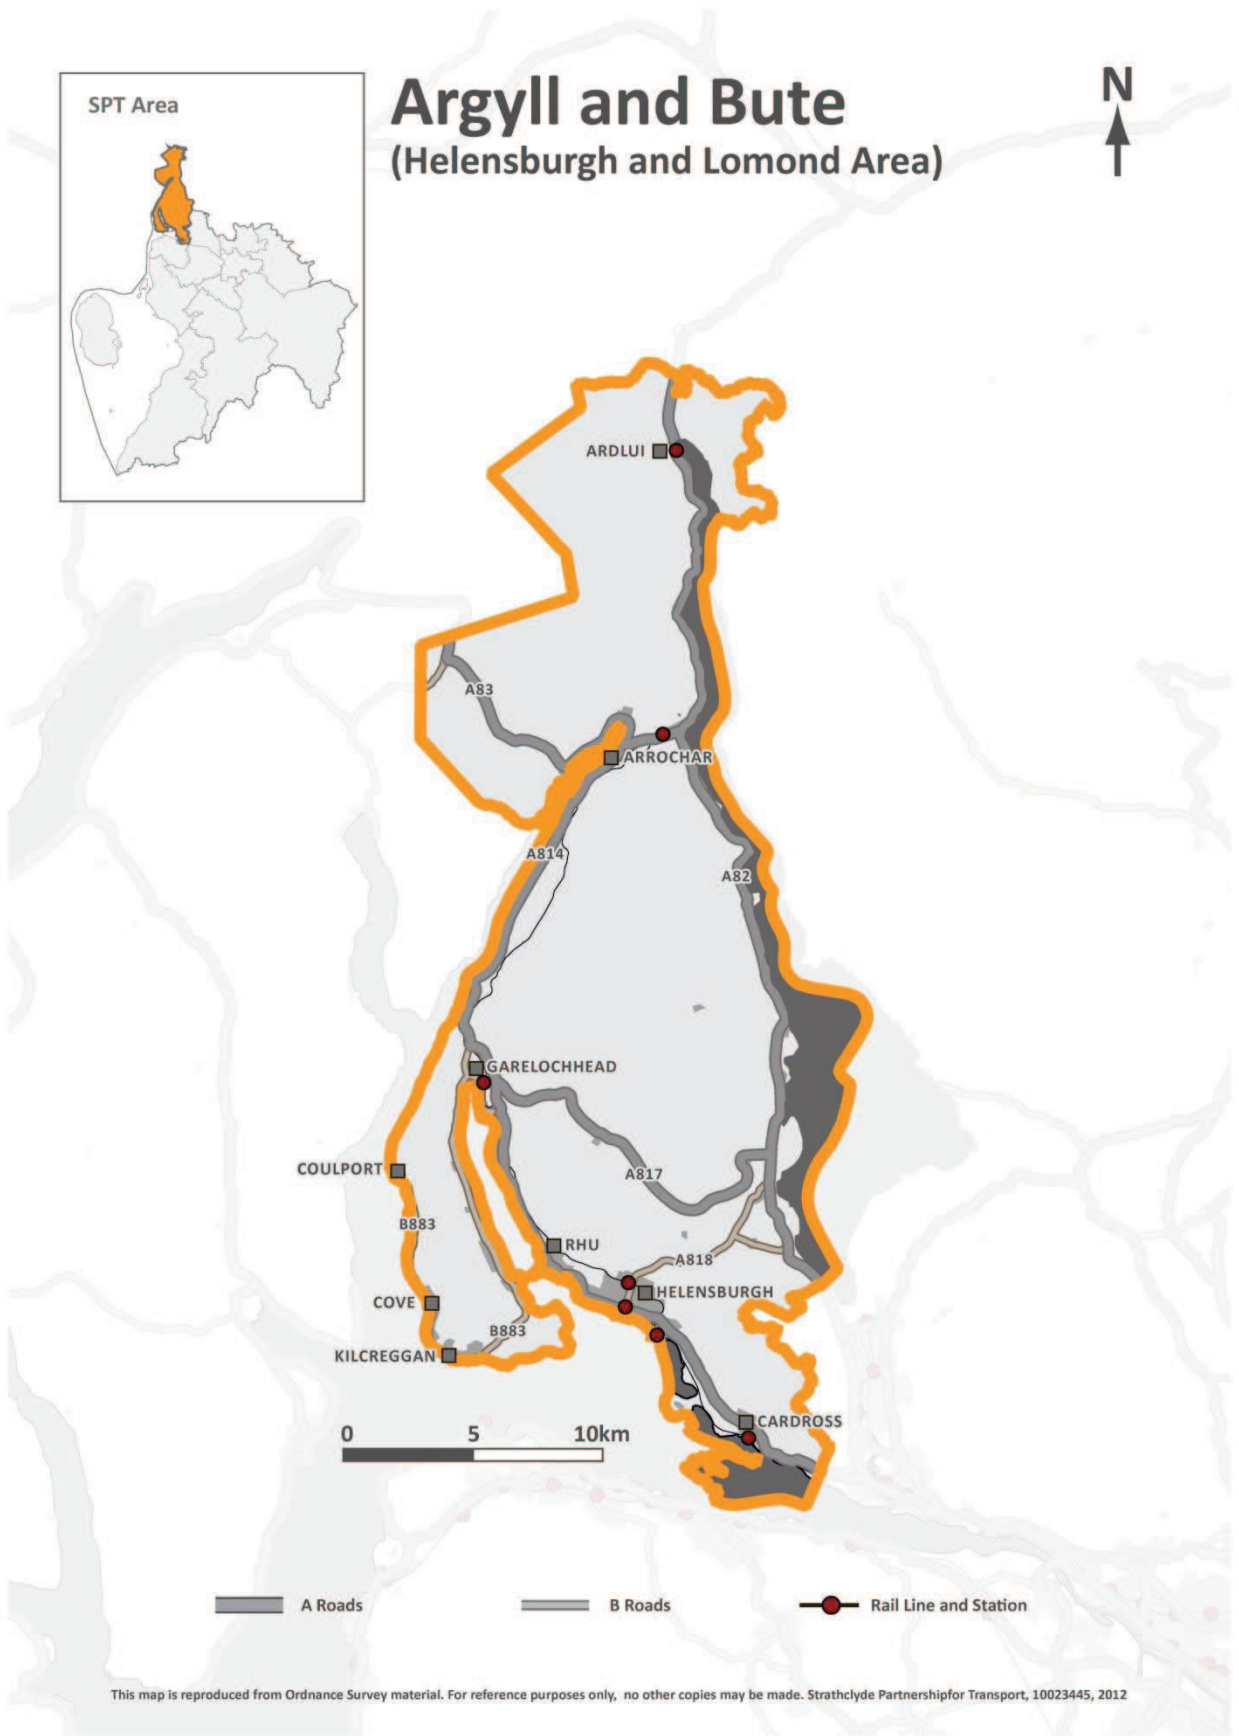 SPT Area
Argyll and Bute
(Helensburgh and Lomond Area)
N
ARDLUI
A83
ARROCHAR
A814
A82
GARELOCHHEAD
COULPORT
A817
B883
RHU
A818
HELENSBURGH
COVE
B883
KILCREGGAN
CARDROSS
0 5 10km
A Roads
B Roads
Rail Line and Station
This map is reproduced from Ordnance Survey material. For reference purposes only, no other copies may be made. Strathclyde Partnershipfor Transport, 10023445, 2012